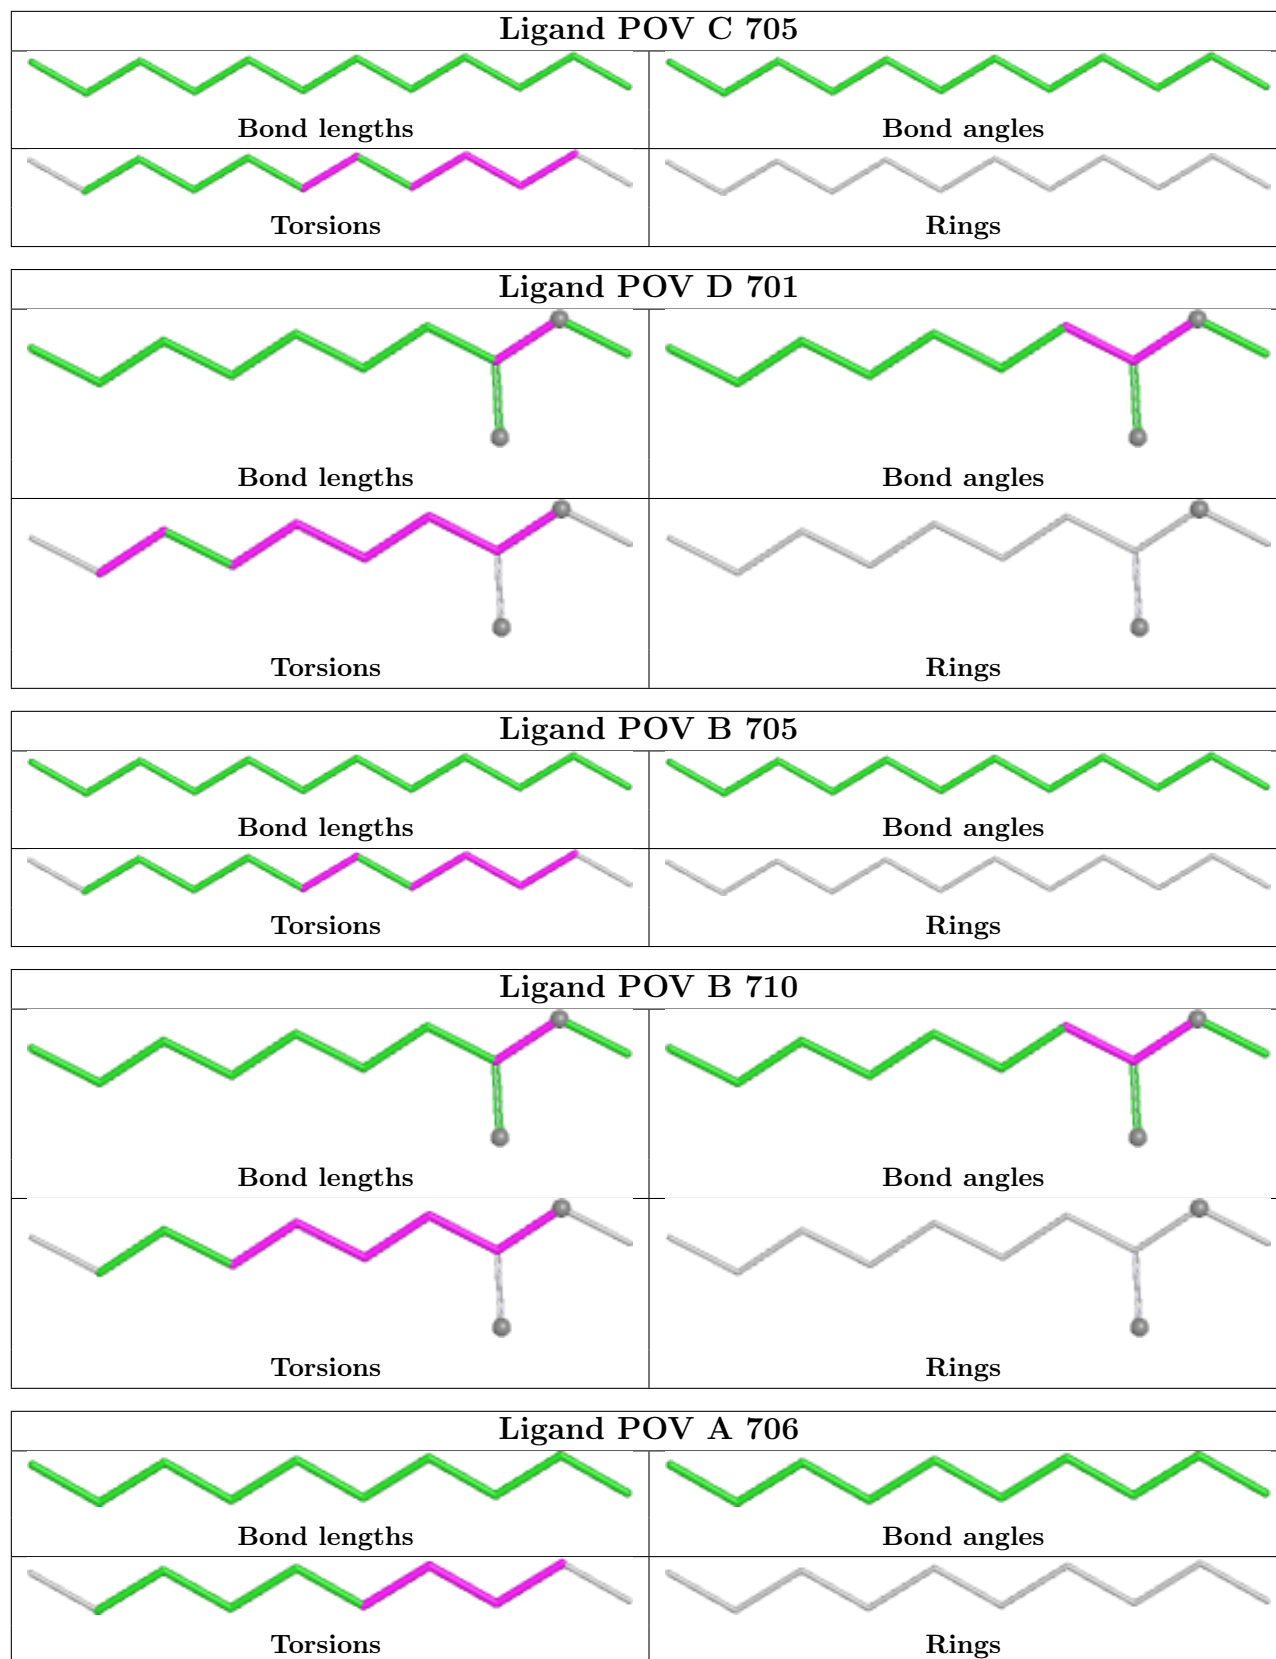 Ligand POV C 705
Bond lengths Bond angles
Torsions Rings
Ligand POV D 701
Bond lengths Bond angles
Torsions Rings
Ligand POV B 705
Bond lengths Bond angles
Torsions Rings
Ligand POV B 710
Bond lengths Bond angles
Torsions Rings
Ligand POV A 706
Bond lengths Bond angles
Torsions Rings